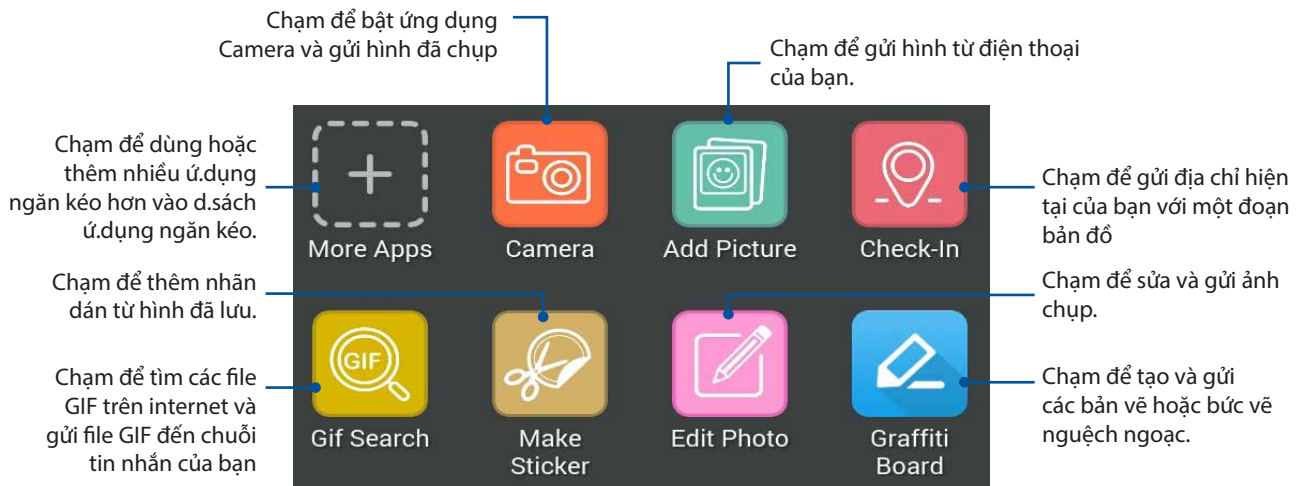 Chạm để bật ứng dụng
Camera và gửi hình đã chụp
Chạm để gửi hình từ điện thoại
của bạn.
Chạm để dùng hoặc
thêm nhiều ứ.dụng
ngăn kéo hơn vào d.sách
ứ.dụng ngăn kéo.
Chạm để gửi địa chỉ hiện
tại của bạn với một đoạn
bản đồ
More Apps
Camera
Add Picture
Check-In
Chạm để thêm nhãn
dán từ hình đã lưu.
Chạm để sửa và gửi ảnh
chụp.
Chạm để tìm các file
GIF trên internet và
gửi file GIF đến chuỗi
tin nhắn của bạn
GIF
Chạm để tạo và gửi
các bản vẽ hoặc bức vẽ
nguệch ngoạc.
Gif Search
Make
Sticker
Edit Photo
Graffiti
Board